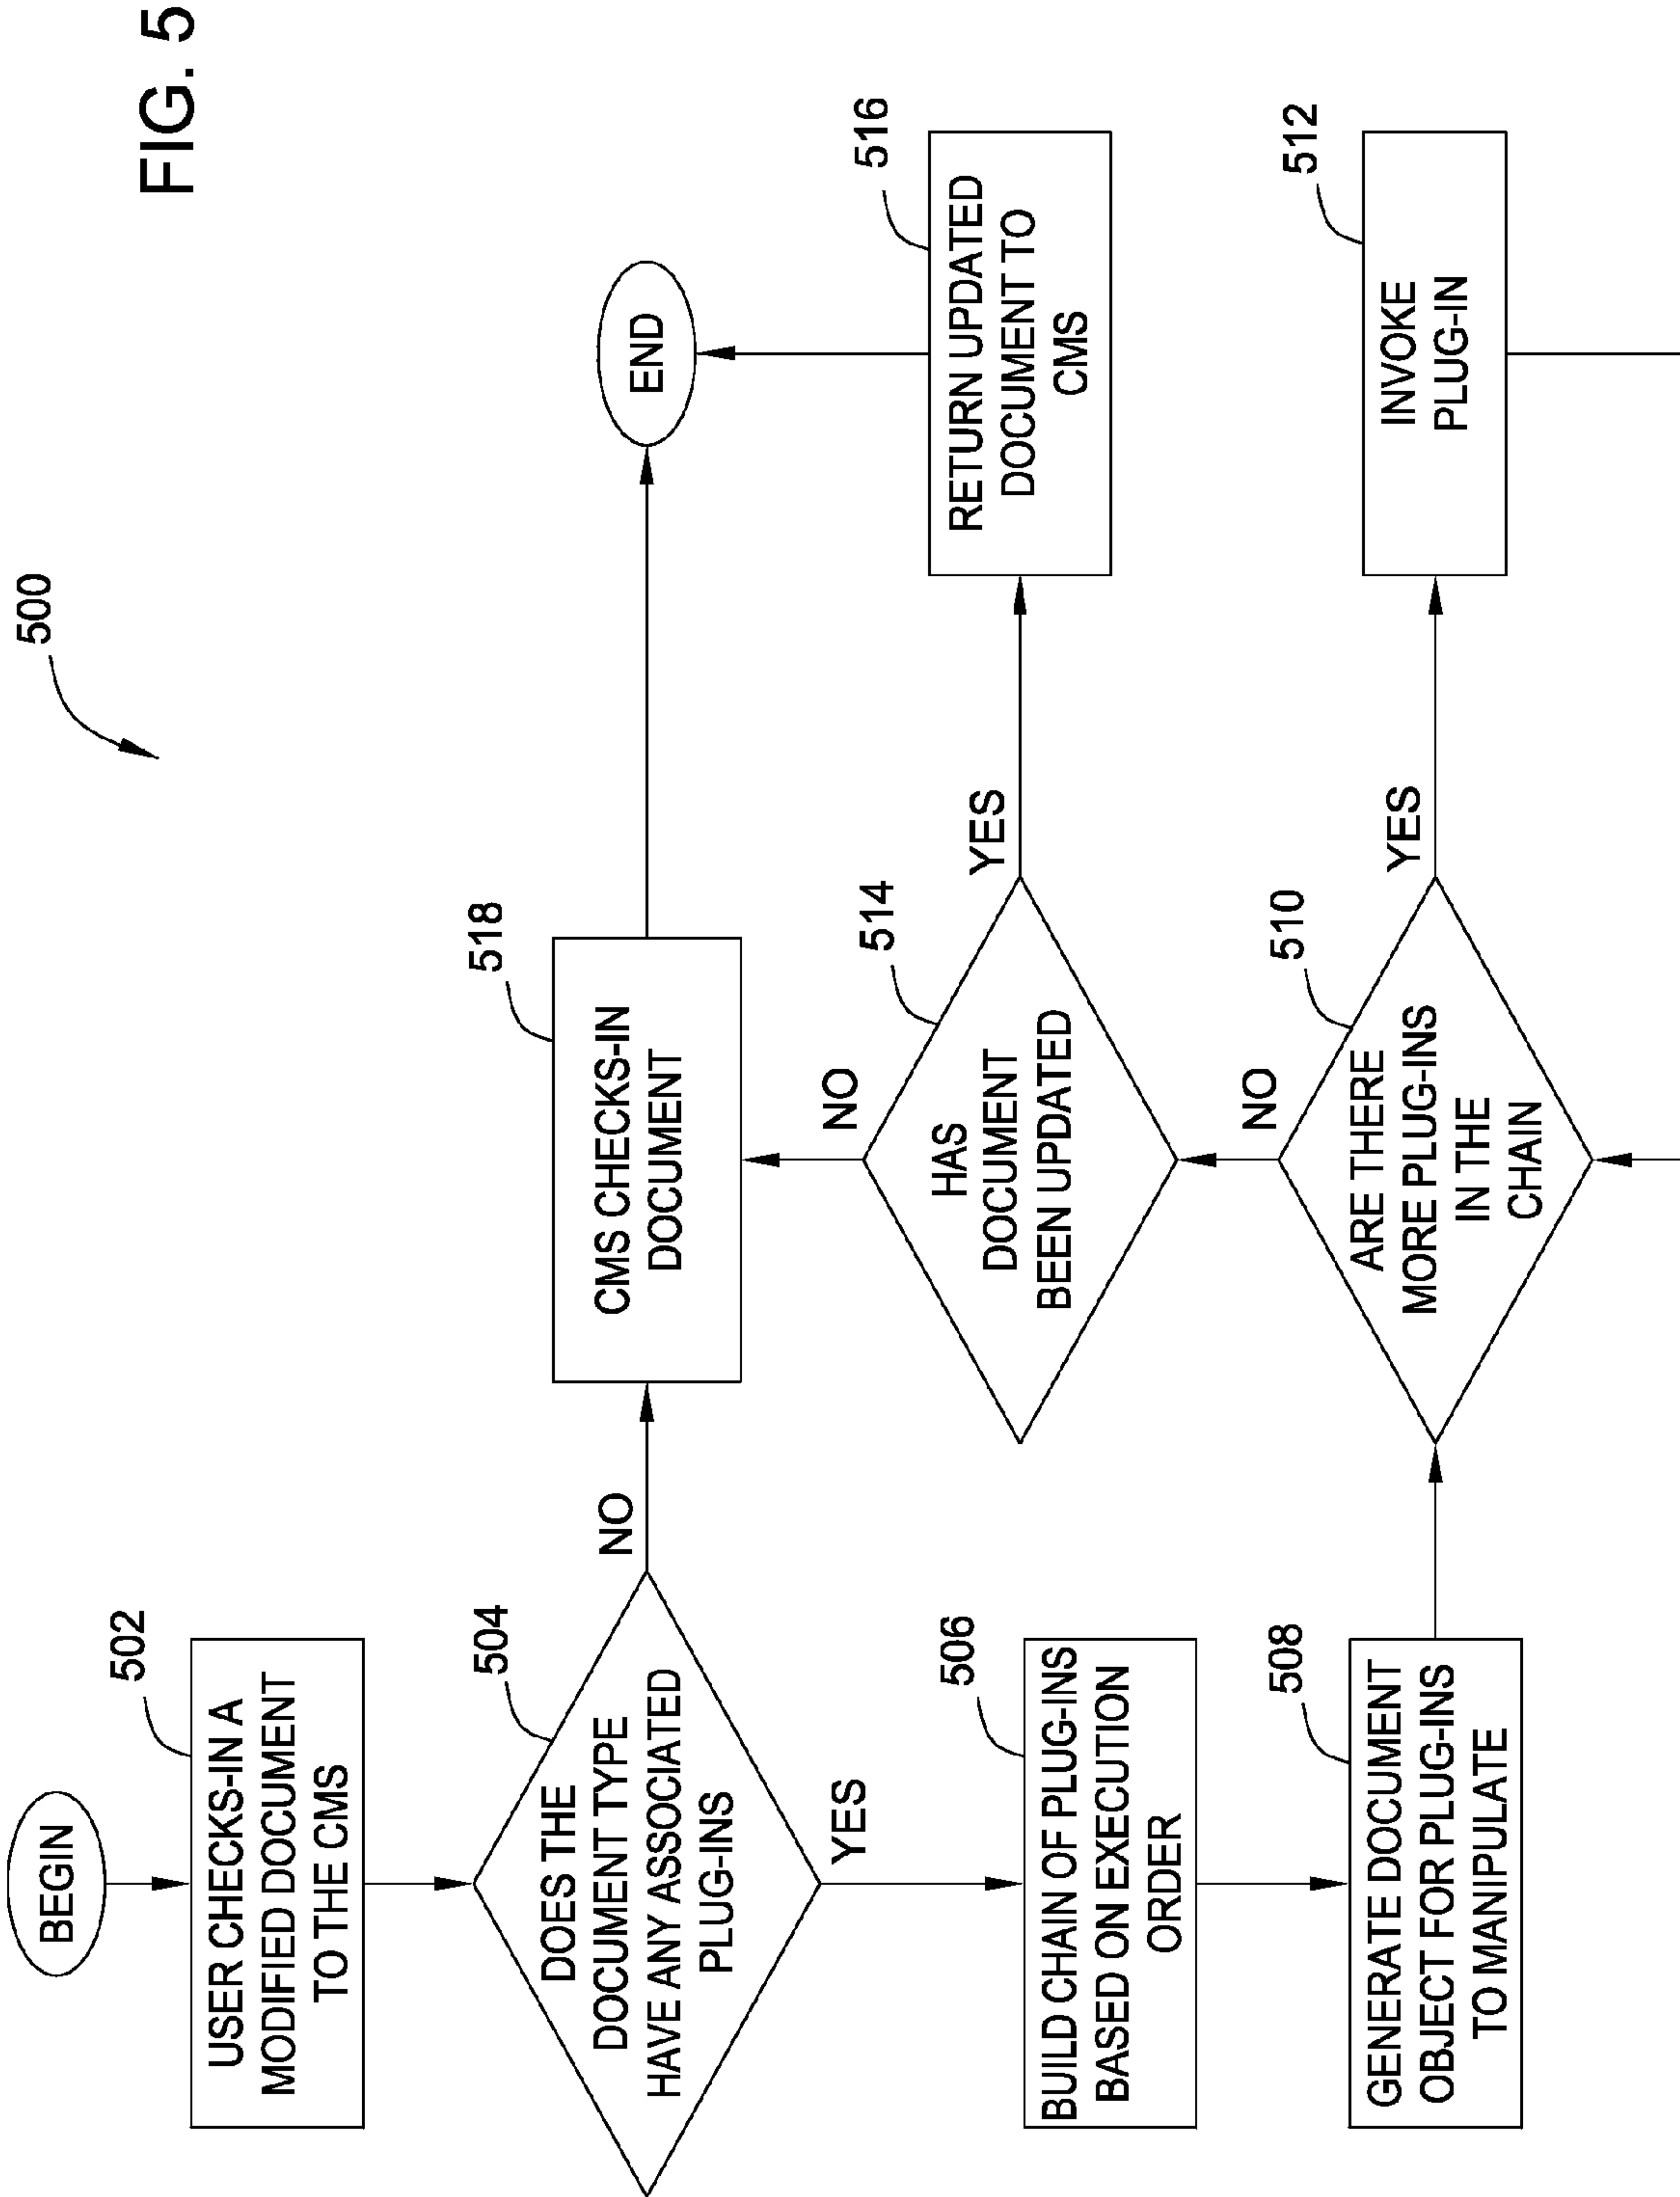 FIG. 5
500
BEGIN
502
USER CHECKS-IN A
MODIFIED DOCUMENT
TO THE CMS
504
DOES THE
DOCUMENT TYPE
HAVE ANY ASSOCIATED
PLUG-INS
NO
YES
518
CMS CHECKS-IN
DOCUMENT
END
506
BUILD CHAIN OF PLUG-INS
BASED ON EXECUTION
ORDER
508
GENERATE DOCUMENT
OBJECT FOR PLUG-INS
TO MANIPULATE
510
ARE THERE
MORE PLUG-INS
IN THE
CHAIN
NO
YES
512
INVOKE
PLUG-IN
514
HAS
DOCUMENT
BEEN UPDATED
NO
YES
516
RETURN UPDATED
DOCUMENT TO
CMS